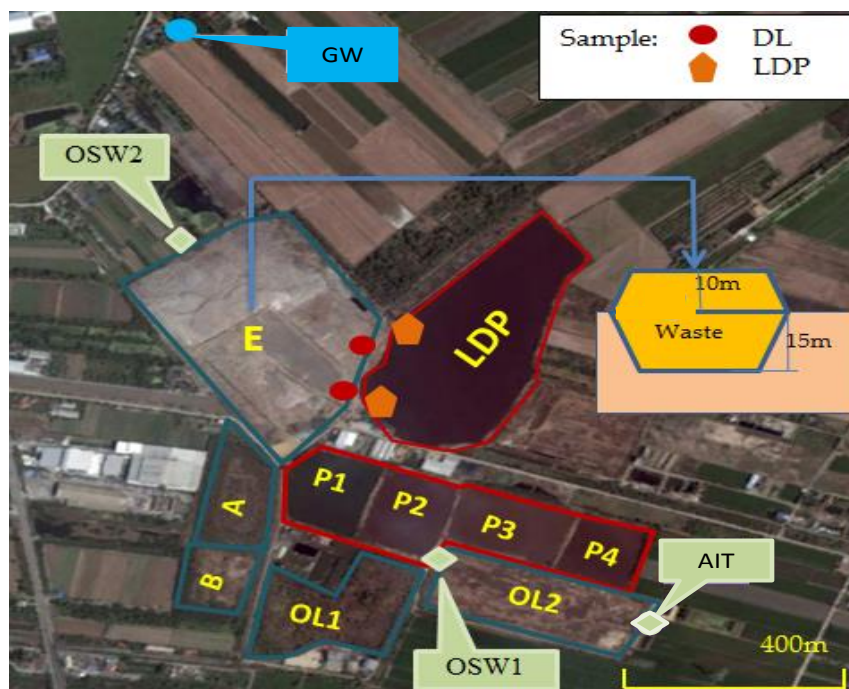 GW
Sample: DL
LDP
OSW2
10m
Waste
15m
E
LDP
P1
P2
P3
P4
A
B
OL1
OL2
AIT
OSW1
400m